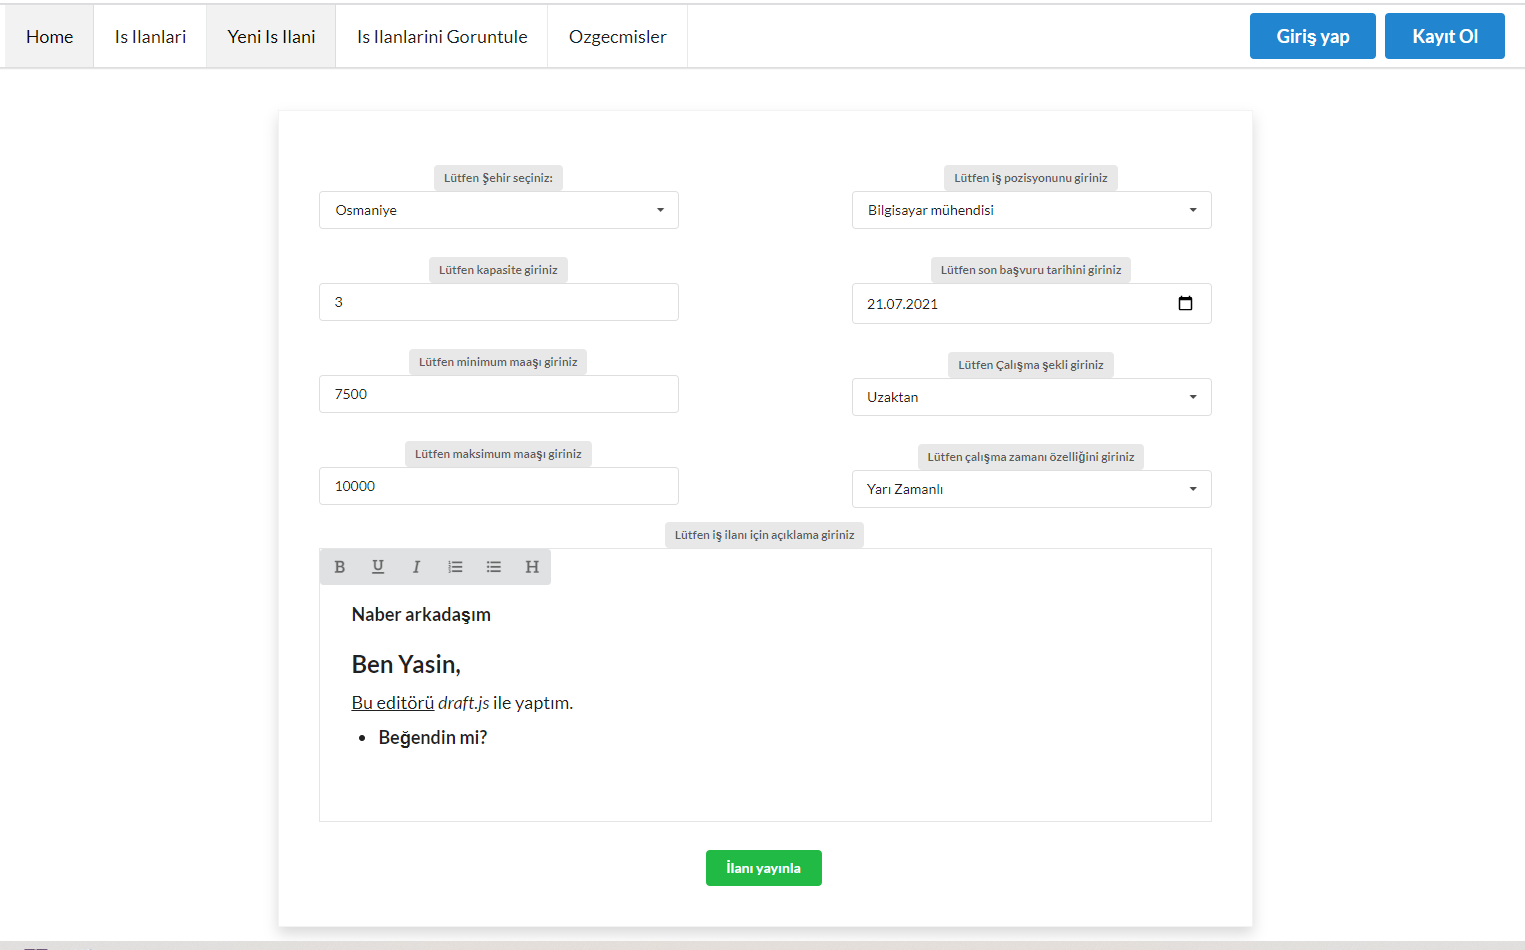 Home Is Ilanlari Yeni Is Ilani Is Ilanlarini Goruntule Ozgecmisler Giriş yap Kayıt Ol
Lütfen Şehir seçiniz:
Osmaniye
Lütfen iş pozisyonunu giriniz
Bilgisayar mühendisi
Lütfen kapasite giriniz
3
Lütfen son başvuru tarihini giriniz
21.07.2021
Lütfen minimum maaşı giriniz
7500
Lütfen Çalışma şekli giriniz
Uzaktan
Lütfen maksimum maaşı giriniz
10000
Lütfen çalışma zamanı özelliğini giriniz
Yarı Zamanlı
Lütfen iş ilanı için açıklama giriniz
B U I H
Naber arkadaşım
Ben Yasin,
Bu editörü draft.js ile yaptım.
• Beğendin mi?
İlanı yayınla